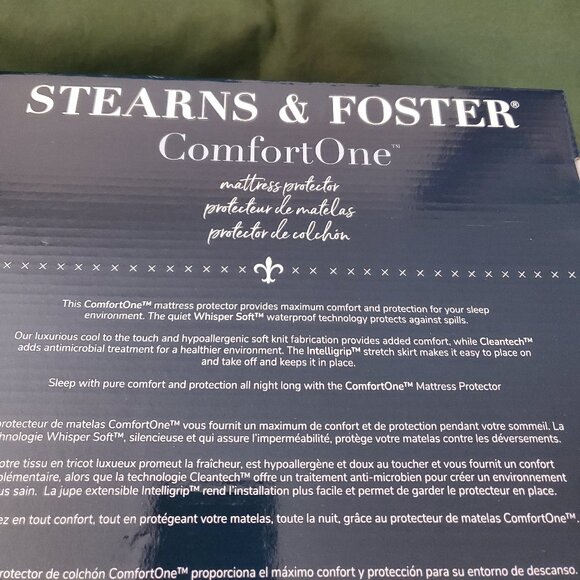 STEARNS & FOSTER®
ComfortOne™
mattress protector
protecteur de matelas
protector de colchón
This ComfortOne™ mattress protector provides maximum comfort and protection for your sleep
environment. The quiet Whisper Soft™ waterproof technology protects against spills.
Our luxurious cool to the touch and hypoallergenic soft knit fabrication provides added comfort, while Cleantech™
adds antimicrobial treatment for a healthier environment. The Intelligrip™ stretch skirt makes it easy to place on
and take off and keeps it in place.
Sleep with pure comfort and protection all night long with the ComfortOne™ Mattress Protector
protecteur de matelas ComfortOne™ vous fournit un maximum de confort et de protection pendant votre sommeil. La
hnologie Whisper Soft™, silencieuse et qui assure l'imperméabilité, protège votre matelas contre les déversements.
otre tissu en tricot luxueux promeut la fraîcheur, est hypoallergénique et doux au toucher et vous fournit un confort
plémentaire, alors que la technologie Cleantech™ offre un traitement anti-microbien pour créer un environnement
us sain. La jupe extensible Intelligrip™ rend l'installation plus facile et permet de garder le protecteur en place.
ez en tout confort, tout en protégeant votre matelas, toute la nuit, grâce au protecteur de matelas ComfortOne™.
rotector de colchón ComfortOne™ proporciona el máximo confort y protección para su entorno de descanso.